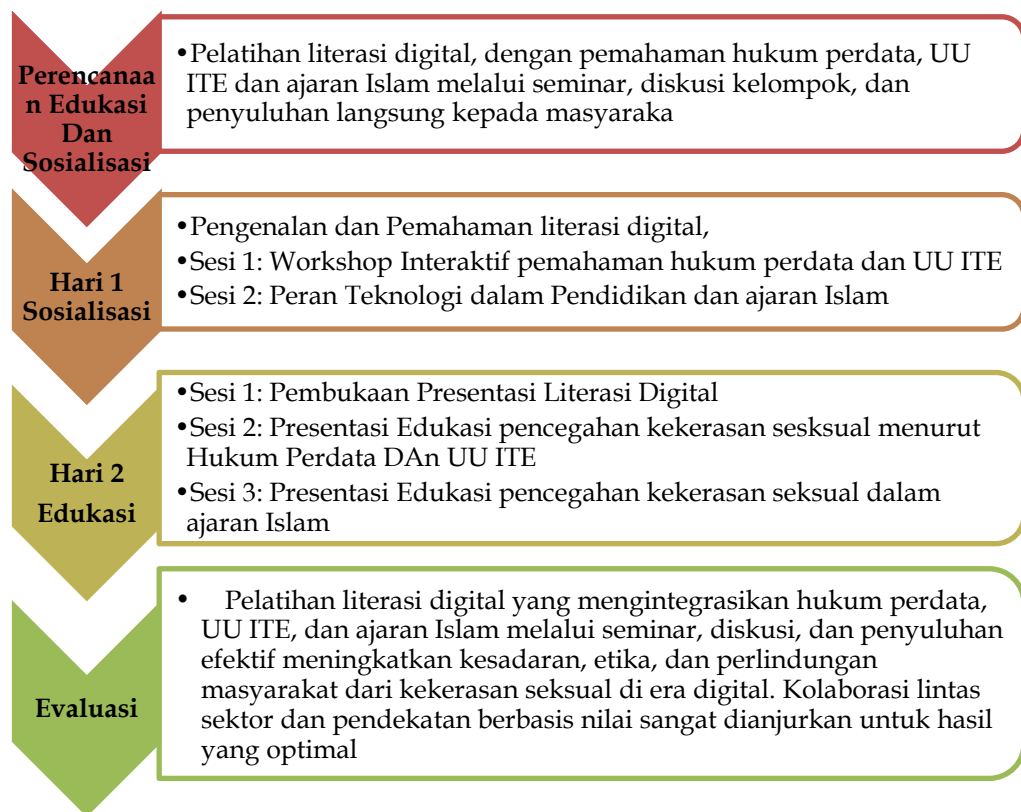 Perencanaa
n Edukasi
Dan
Sosialisasi
•Pelatihan literasi digital, dengan pemahaman hukum perdata, UU
ITE dan ajaran Islam melalui seminar, diskusi kelompok, dan
penyuluhan langsung kepada masyaraka
Hari 1
Sosialisasi
•Pengenalan dan Pemahaman literasi digital,
•Sesi 1: Workshop Interaktif pemahaman hukum perdata dan UU ITE
•Sesi 2: Peran Teknologi dalam Pendidikan dan ajaran Islam
Hari 2
Edukasi
•Sesi 1: Pembukaan Presentasi Literasi Digital
•Sesi 2: Presentasi Edukasi pencegahan kekerasan sesksual menurut
Hukum Perdata DAn UU ITE
•Sesi 3: Presentasi Edukasi pencegahan kekerasan seksual dalam
ajaran Islam
Evaluasi
• Pelatihan literasi digital yang mengintegrasikan hukum perdata,
UU ITE, dan ajaran Islam melalui seminar, diskusi, dan penyuluhan
efektif meningkatkan kesadaran, etika, dan perlindungan
masyarakat dari kekerasan seksual di era digital. Kolaborasi lintas
sektor dan pendekatan berbasis nilai sangat dianjurkan untuk hasil
yang optimal